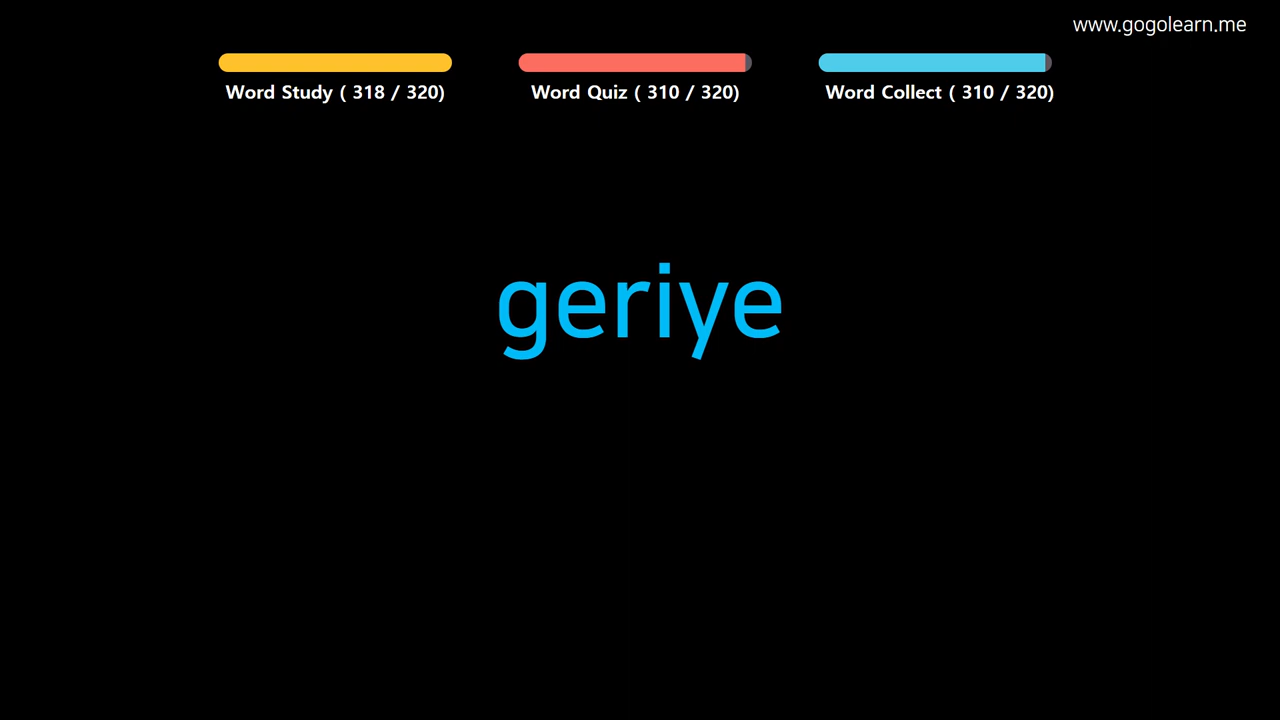 www.gogolearn.me
Word Study ( 318 / 320)
Word Quiz ( 310 / 320)
Word Collect ( 310 / 320)
geriye